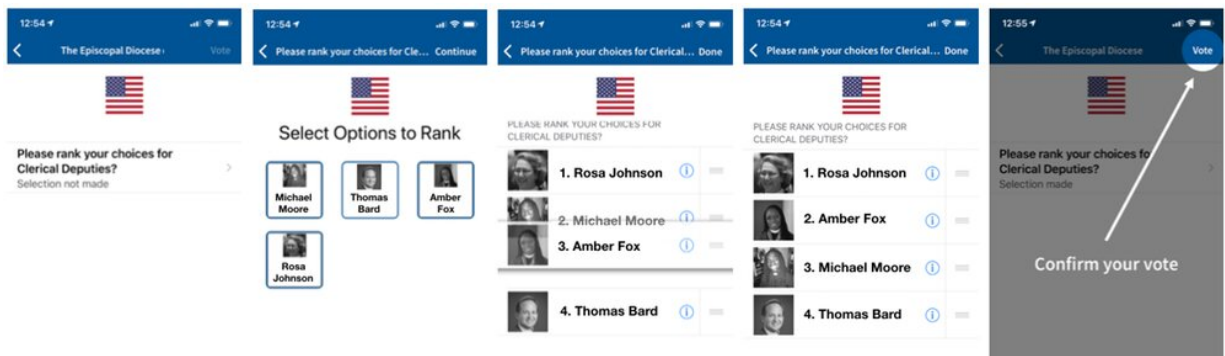 12:54
The Episcopal Diocese
Vote
Please rank your choices for
Clerical Deputies?
Selection not made
12:54
Please rank your choices for Cle... Continue
Select Options to Rank
Michael
Moore
Thomas
Bard
Amber
Fox
Rosa
Johnson
12:54
Please rank your choices for Clerical... Done
PLEASE RANK YOUR CHOICES FOR
CLERICAL DEPUTIES?
1. Rosa Johnson
2. Michael Moore
3. Amber Fox
4. Thomas Bard
12:54
Please rank your choices for Clerical... Done
PLEASE RANK YOUR CHOICES FOR
CLERICAL DEPUTIES?
1. Rosa Johnson
2. Amber Fox
3. Michael Moore
4. Thomas Bard
12:55
The Episcopal Diocese
Vote
Please rank your choices fo
Clerical Deputies?
Selection made
Confirm your vote